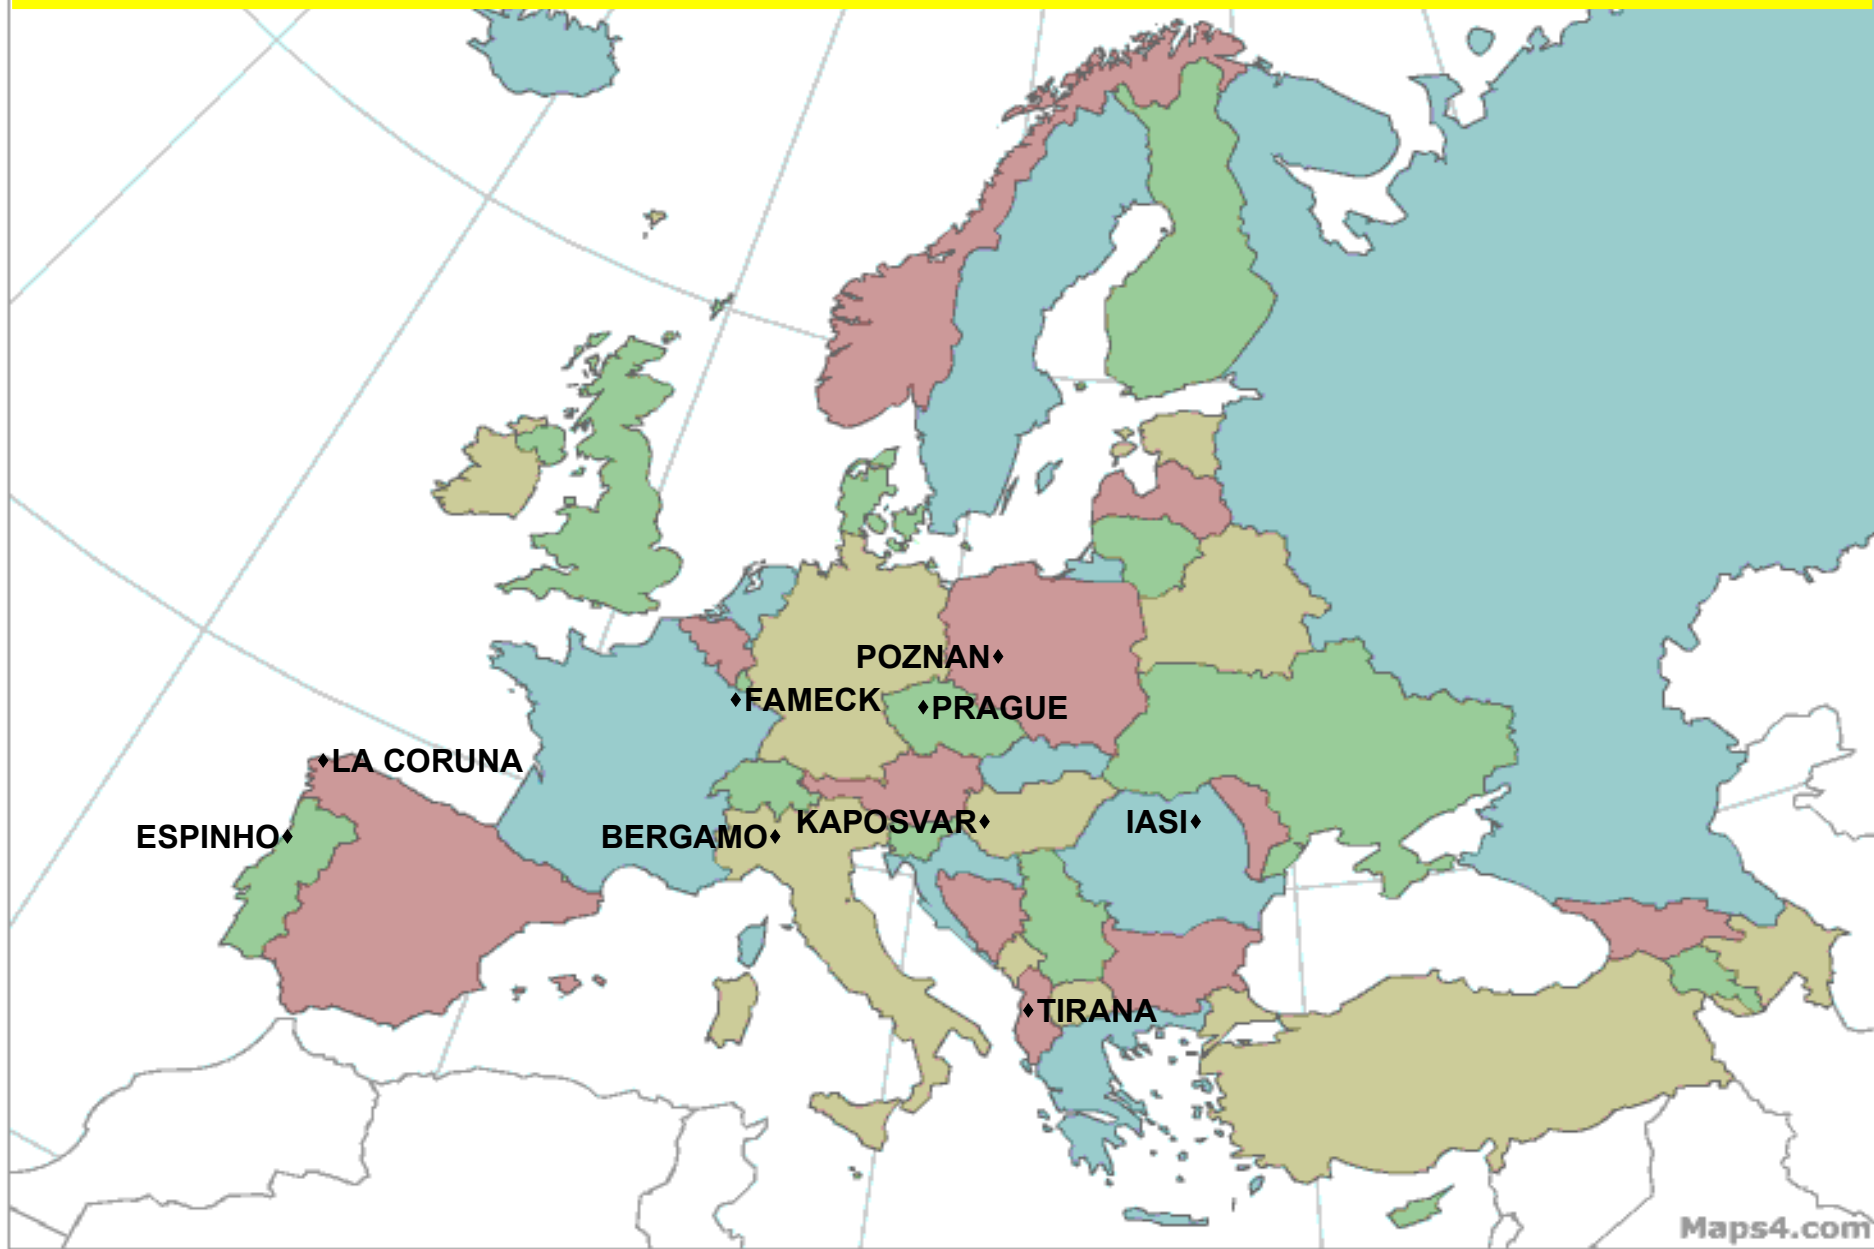 POZNAN
FAMECK
PRAGUE
LA CORUNA
ESPINHO
BERGAMO
KAPOSVAR
IASI
TIRANA
Maps4.com